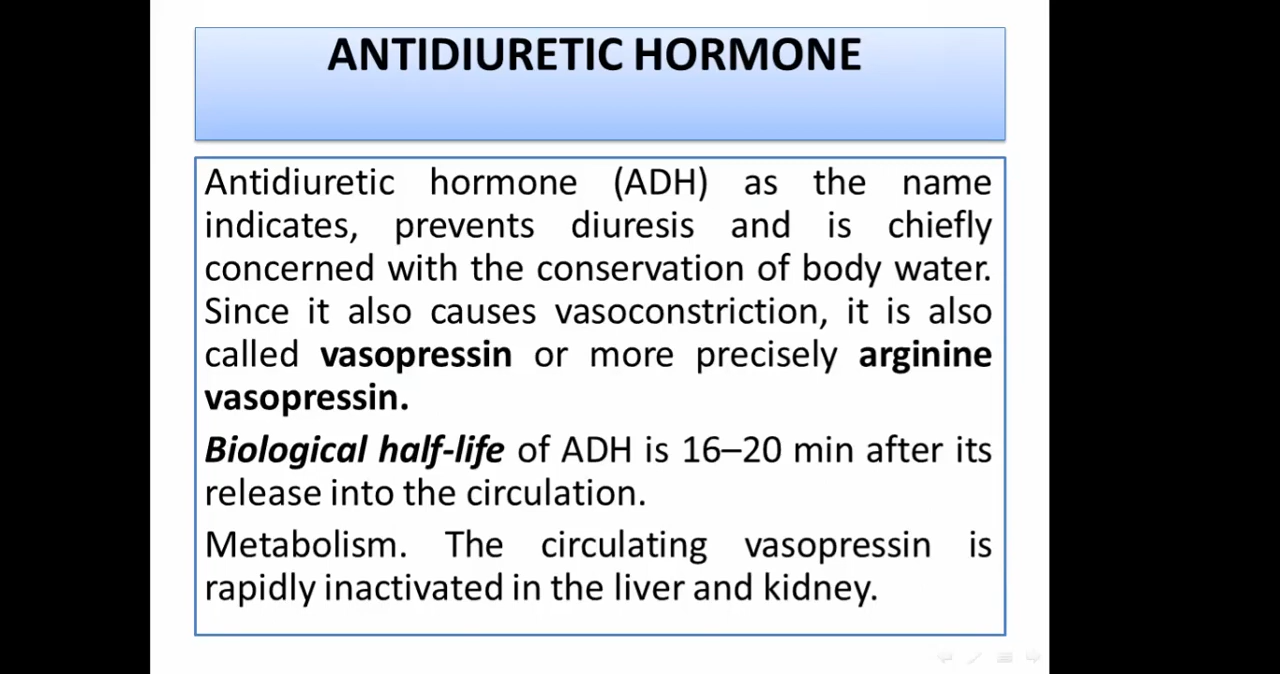 ANTIDIURETIC HORMONE
Antidiuretic hormone (ADH) as the name
indicates, prevents diuresis and is chiefly
concerned with the conservation of body water.
Since it also causes vasoconstriction, it is also
called vasopressin or more precisely arginine
vasopressin.
Biological half-life of ADH is 16–20 min after its
release into the circulation.
Metabolism. The circulating vasopressin is
rapidly inactivated in the liver and kidney.